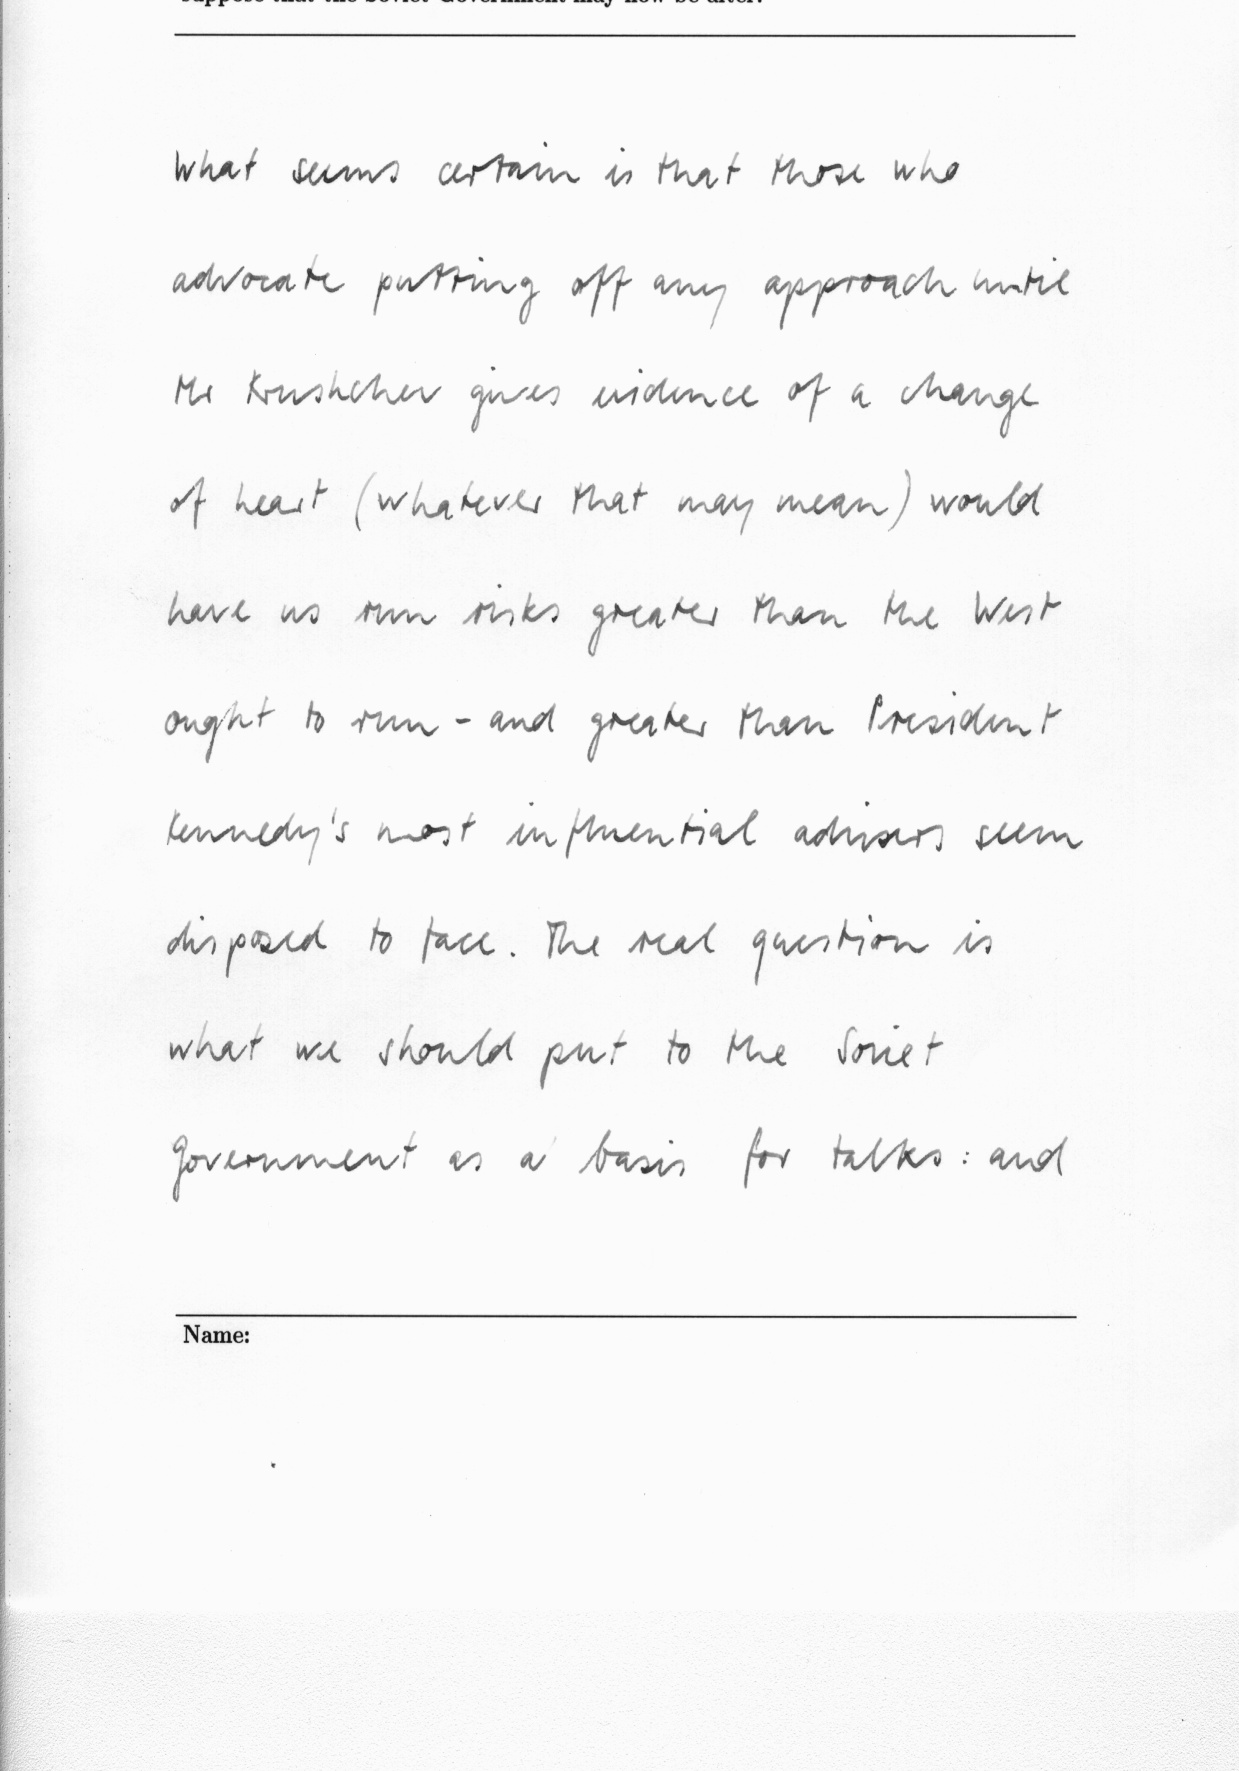 suppose that the Soviet Government may now be after.
What seems certain is that those who
advocate putting off any approach until
Mr Krushchev gives evidence of a change
of heart (whatever that may mean) would
have us run risks greater than the West
ought to run - and greater than President
Kennedy's most influential advisers seem
disposed to face. The real question is
what we should put to the Soviet
Government as a basis for talks: and
Name: